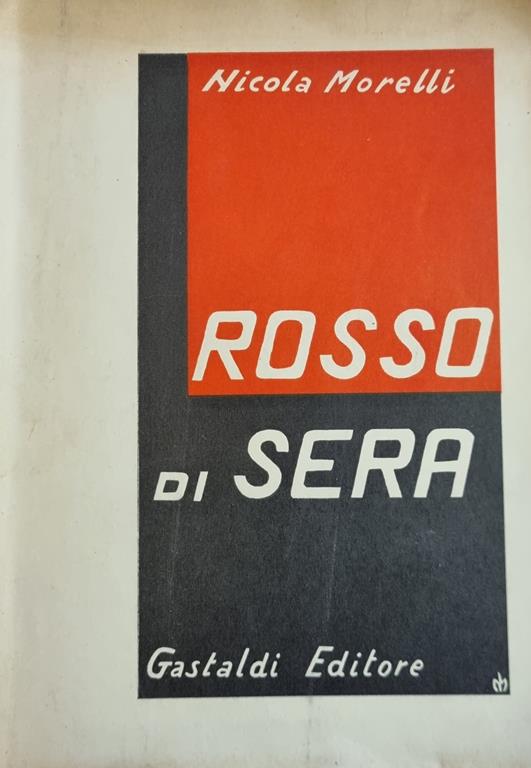 Nicola Morelli
ROSSO
DI SERA
Gastaldi Editore